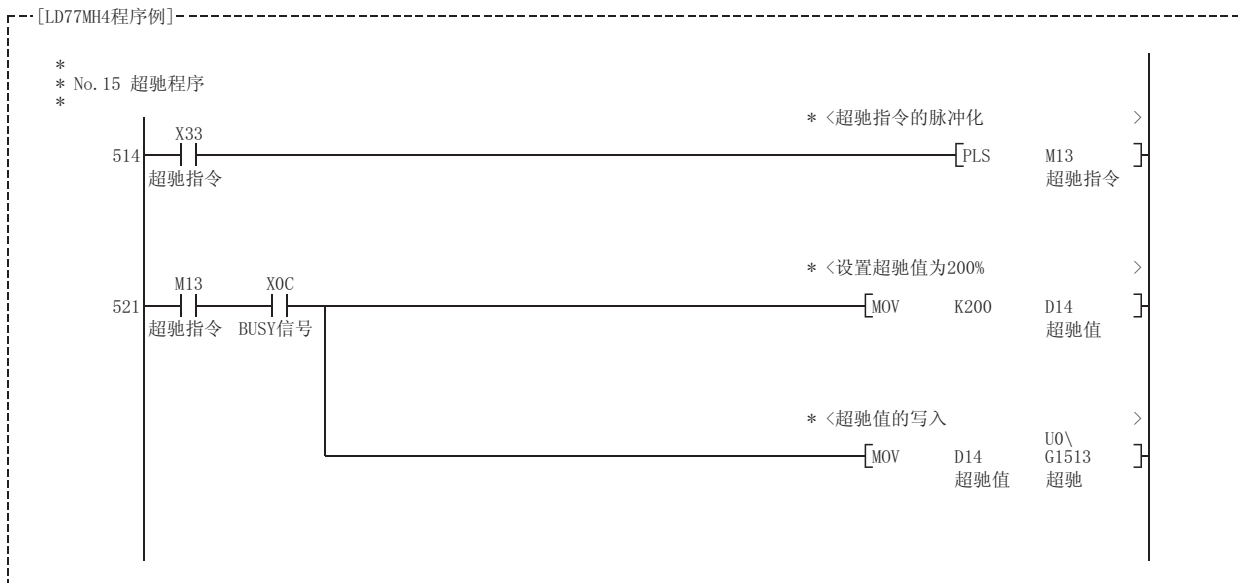 [LD77MH4程序例]
*
* No.15 超驰程序
*
* <超驰指令的脉冲化 >
X33
514 [PLS M13 ]
超驰指令 超驰指令
* <设置超驰值为200% >
M13 X0C
521 [MOV K200 D14 ]
超驰指令 BUSY信号 超驰值
* <超驰值的写入 >
U0\
[MOV D14 G1513 ]
超驰值 超驰